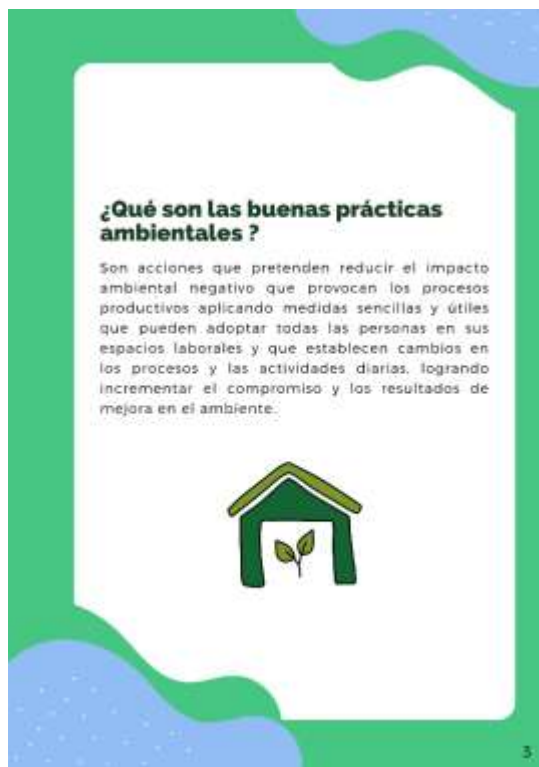 ¿Qué son las buenas prácticas
ambientales ?
Son acciones que pretenden reducir el impacto
ambiental negativo que provocan los procesos
productivos aplicando medidas sencillas y útiles
que pueden adoptar todas las personas en sus
espacios laborales y que establecen cambios en
los procesos y las actividades diarias, logrando
incrementar el compromiso y los resultados de
mejora en el ambiente.
3